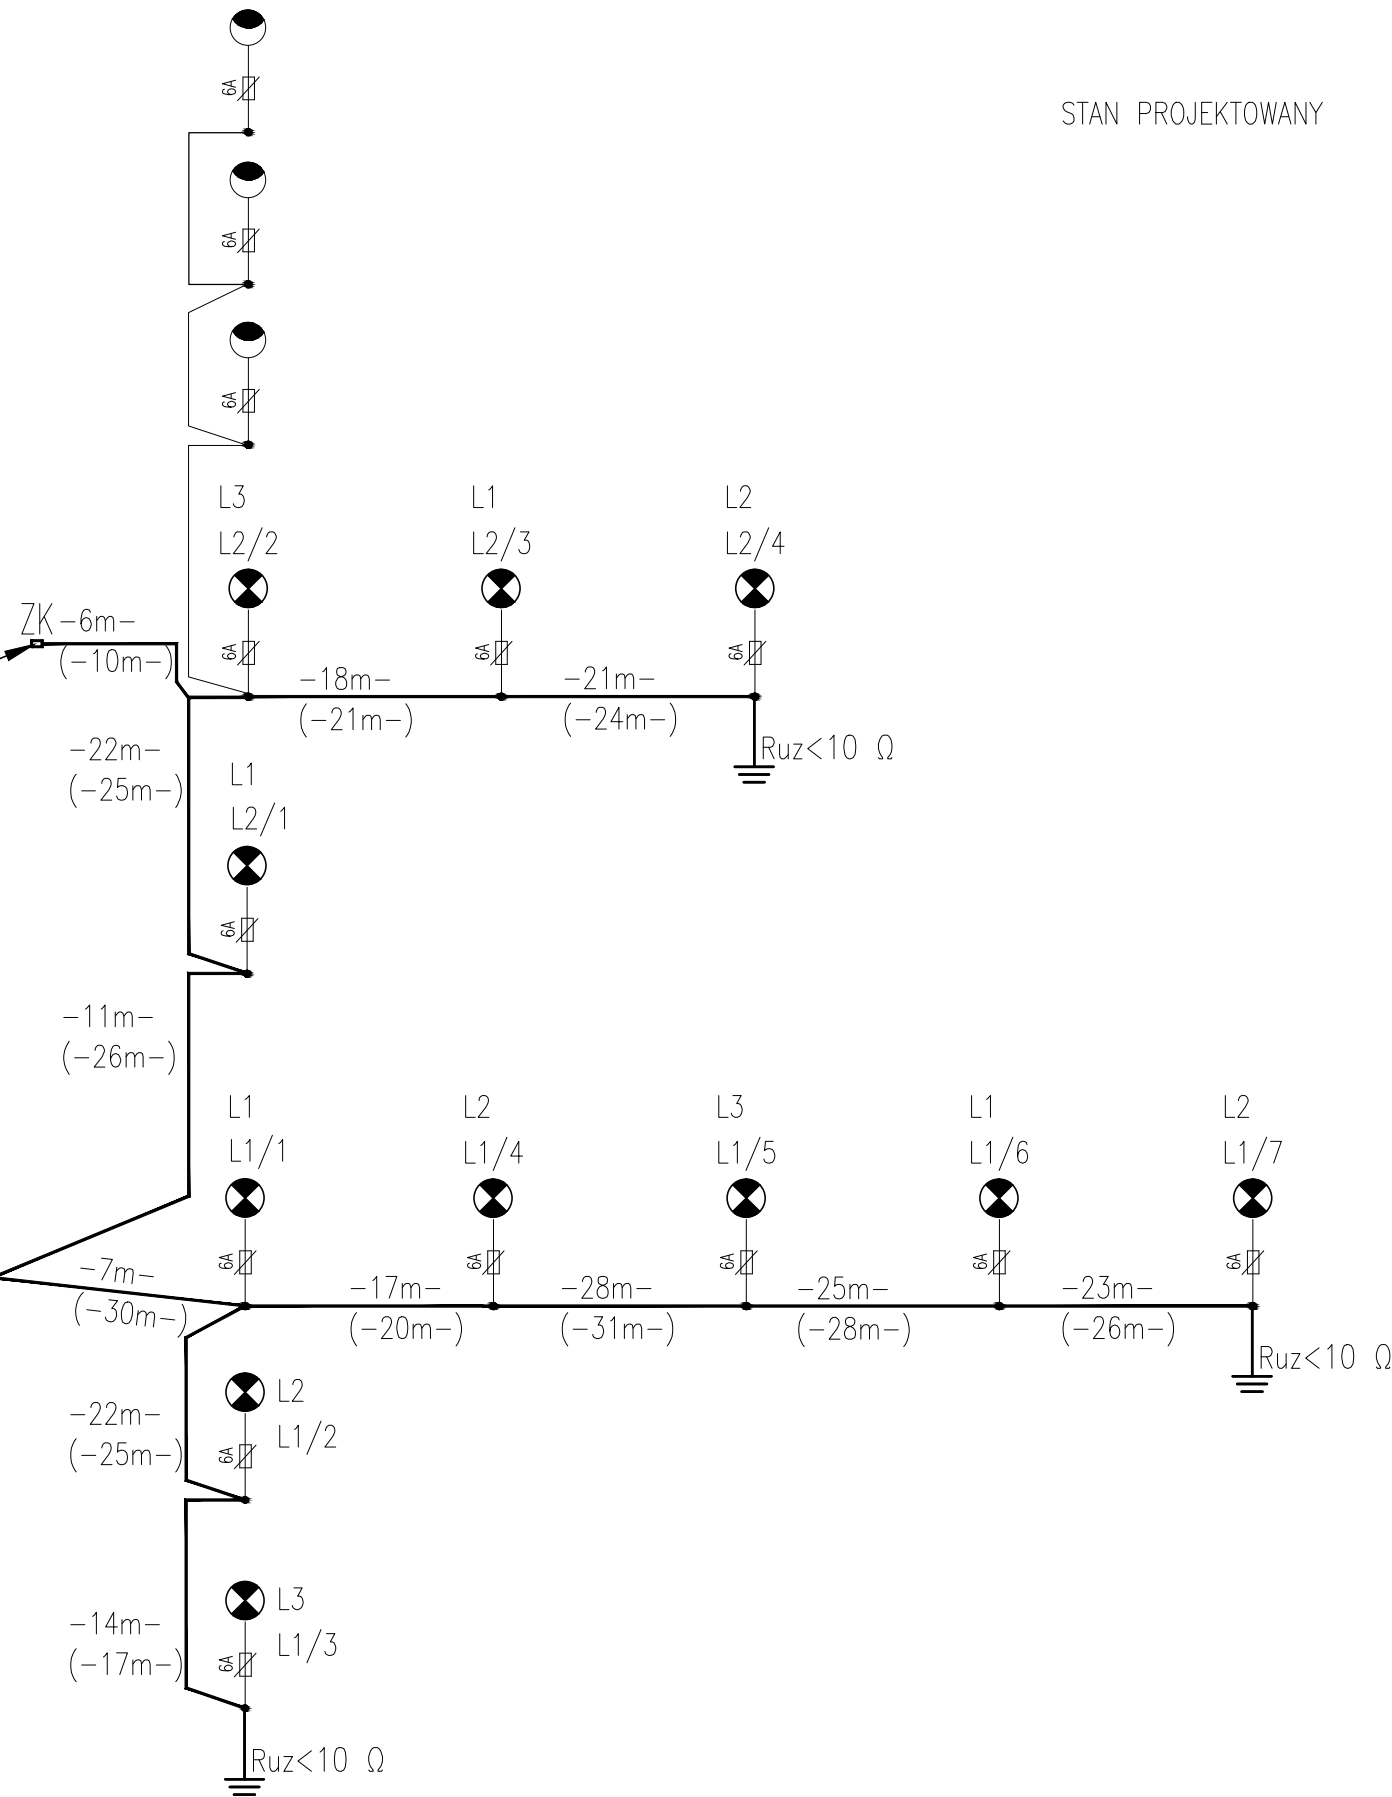 STAN PROJEKTOWANY
6A
6A
6A
L3
L2/2
L1
L2/3
L2
L2/4
ZK
-6m-
(-10m-)
6A
6A
6A
-18m-
(-21m-)
-21m-
(-24m-)
Ruz<10 Ω
-22m-
(-25m-)
L1
L2/1
6A
-11m-
(-26m-)
L1
L1/1
L2
L1/4
L3
L1/5
L1
L1/6
L2
L1/7
6A
6A
6A
6A
6A
-7m-
(-30m-)
-17m-
(-20m-)
-28m-
(-31m-)
-25m-
(-28m-)
-23m-
(-26m-)
Ruz<10 Ω
-22m-
(-25m-)
L2
L1/2
6A
-14m-
(-17m-)
L3
L1/3
6A
Ruz<10 Ω